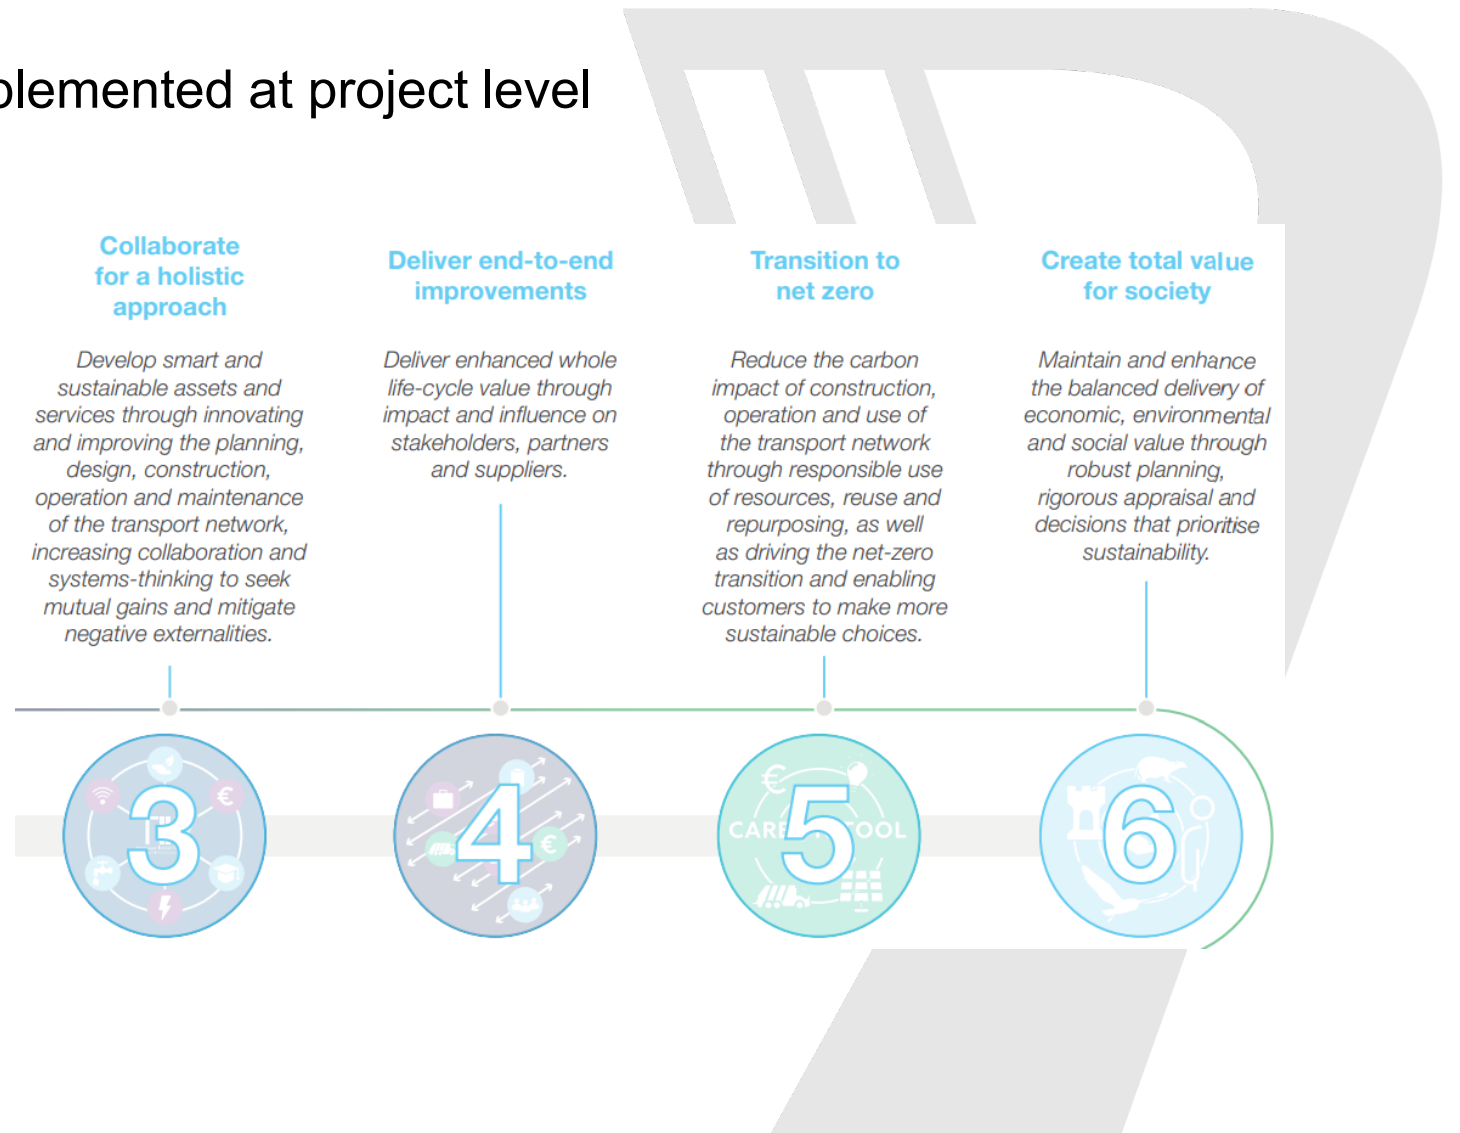 plemented at project level
Collaborate
for a holistic
approach
Develop smart and
sustainable assets and
services through innovating
and improving the planning,
design, construction,
operation and maintenance
of the transport network,
increasing collaboration and
systems-thinking to seek
mutual gains and mitigate
negative externalities.
Deliver end-to-end
improvements
Deliver enhanced whole
life-cycle value through
impact and influence on
stakeholders, partners
and suppliers.
Transition to
net zero
Reduce the carbon
impact of construction,
operation and use of
the transport network
through responsible use
of resources, reuse and
repurposing, as well
as driving the net-zero
transition and enabling
customers to make more
sustainable choices.
Create total value
for society
Maintain and enhance
the balanced delivery of
economic, environmental
and social value through
robust planning,
rigorous appraisal and
decisions that prioritise
sustainability.
3
€
4
€
5
€
TOOL
6